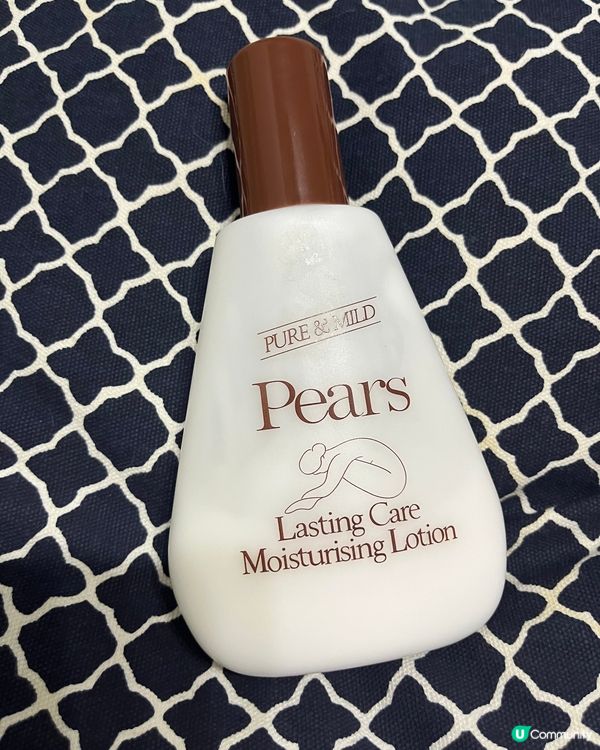 PURE & MILD
Pears
Lasting Care
Moisturising Lotion
U Community